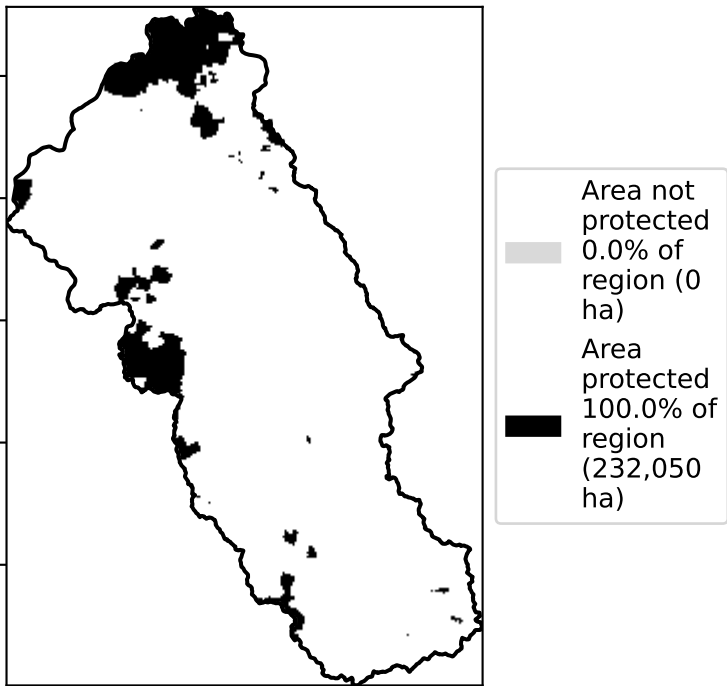 Area not
protected
0.0% of
region (0
ha)
Area
protected
100.0% of
region
(232,050
ha)